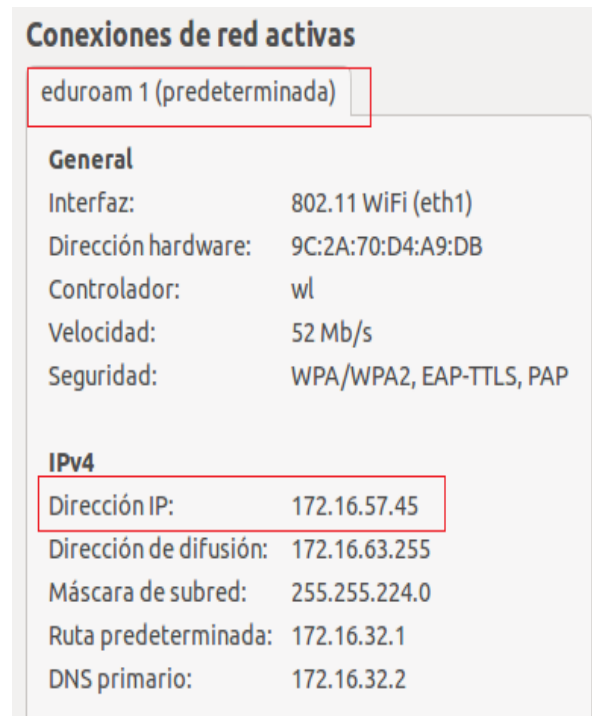 Conexiones de red activas
eduroam 1 (predeterminada)
General
Interfaz: 802.11 WiFi (eth1)
Dirección hardware: 9C:2A:70:D4:A9:DB
Controlador: wl
Velocidad: 52 Mb/s
Seguridad: WPA/WPA2, EAP-TTLS, PAP
IPv4
Dirección IP: 172.16.57.45
Dirección de difusión: 172.16.63.255
Máscara de subred: 255.255.224.0
Ruta predeterminada: 172.16.32.1
DNS primario: 172.16.32.2